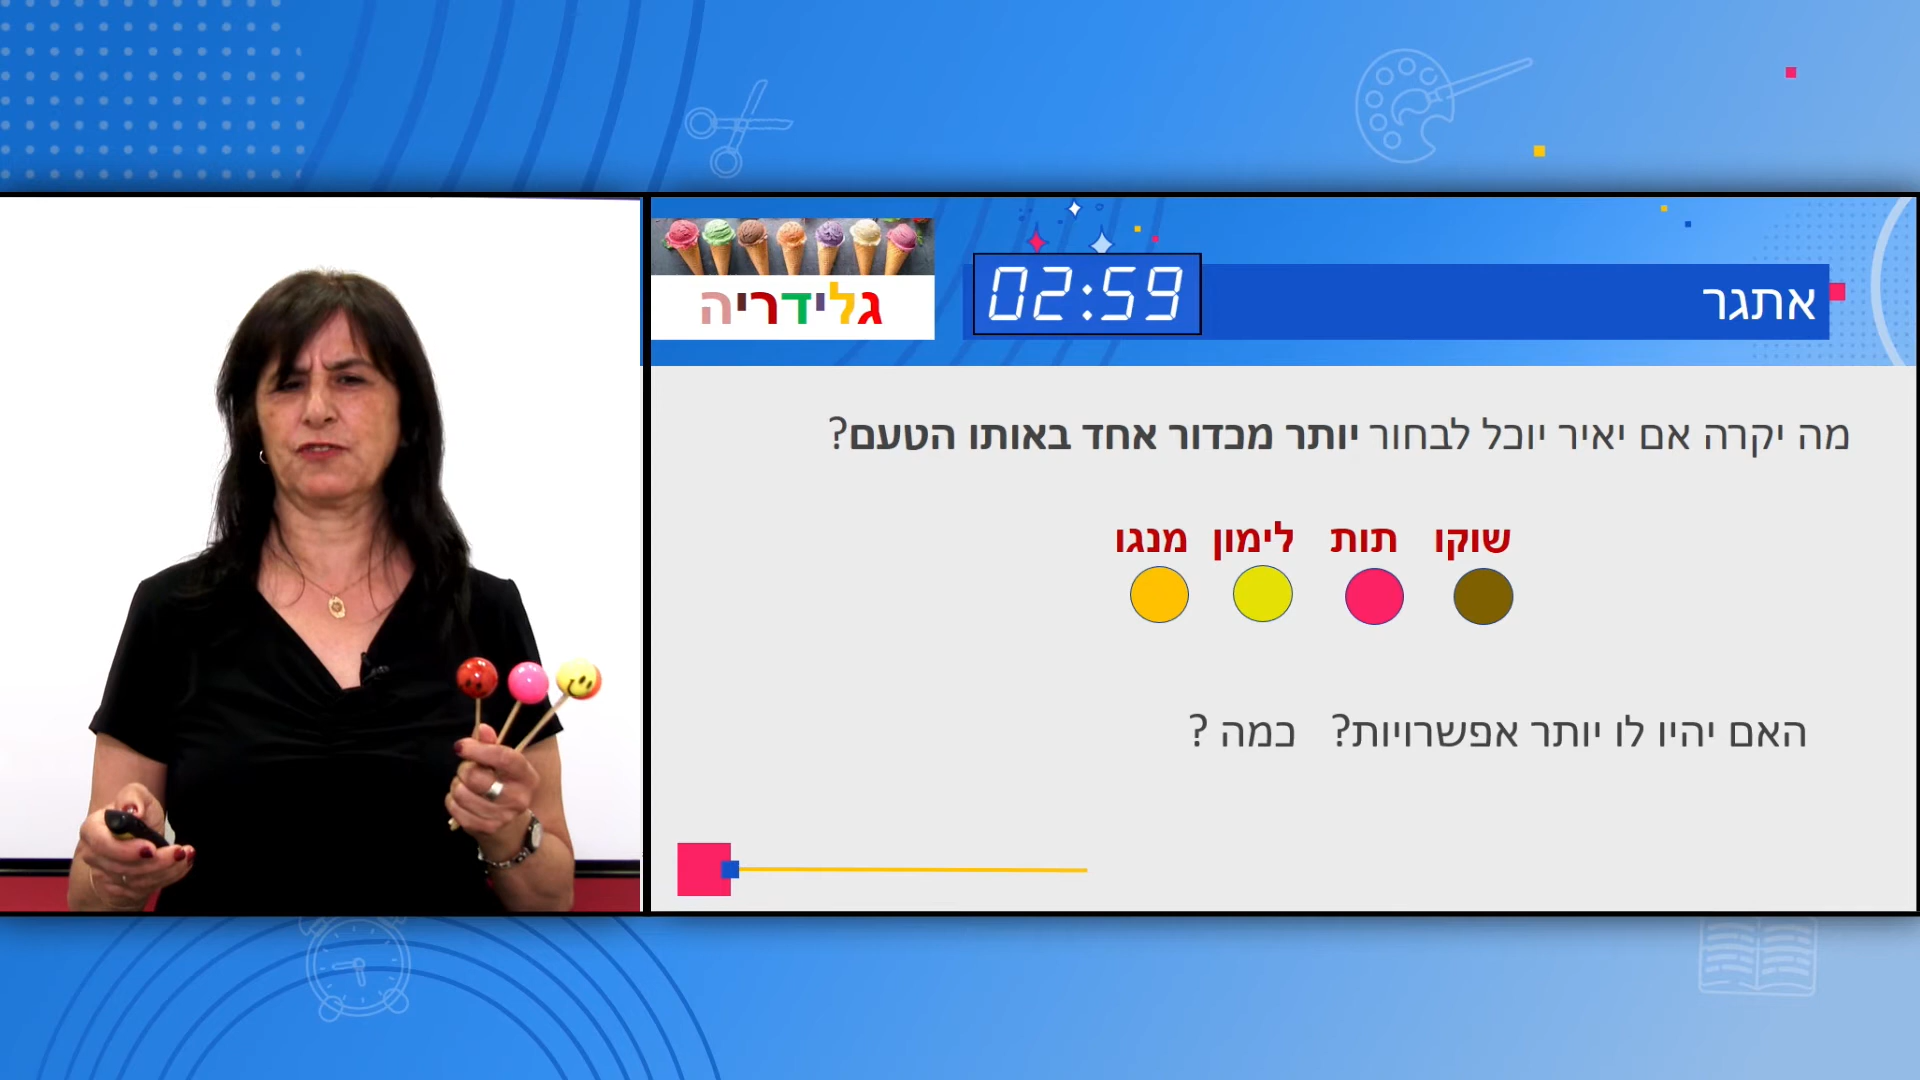 גלידריה
02:59
אתגר
מה יקרה אם יאיר יוכל לבחור יותר מכדור אחד באותו הטעם?
שוקו תות לימון מנגו
האם יהיו לו יותר אפשרויות? כמה ?